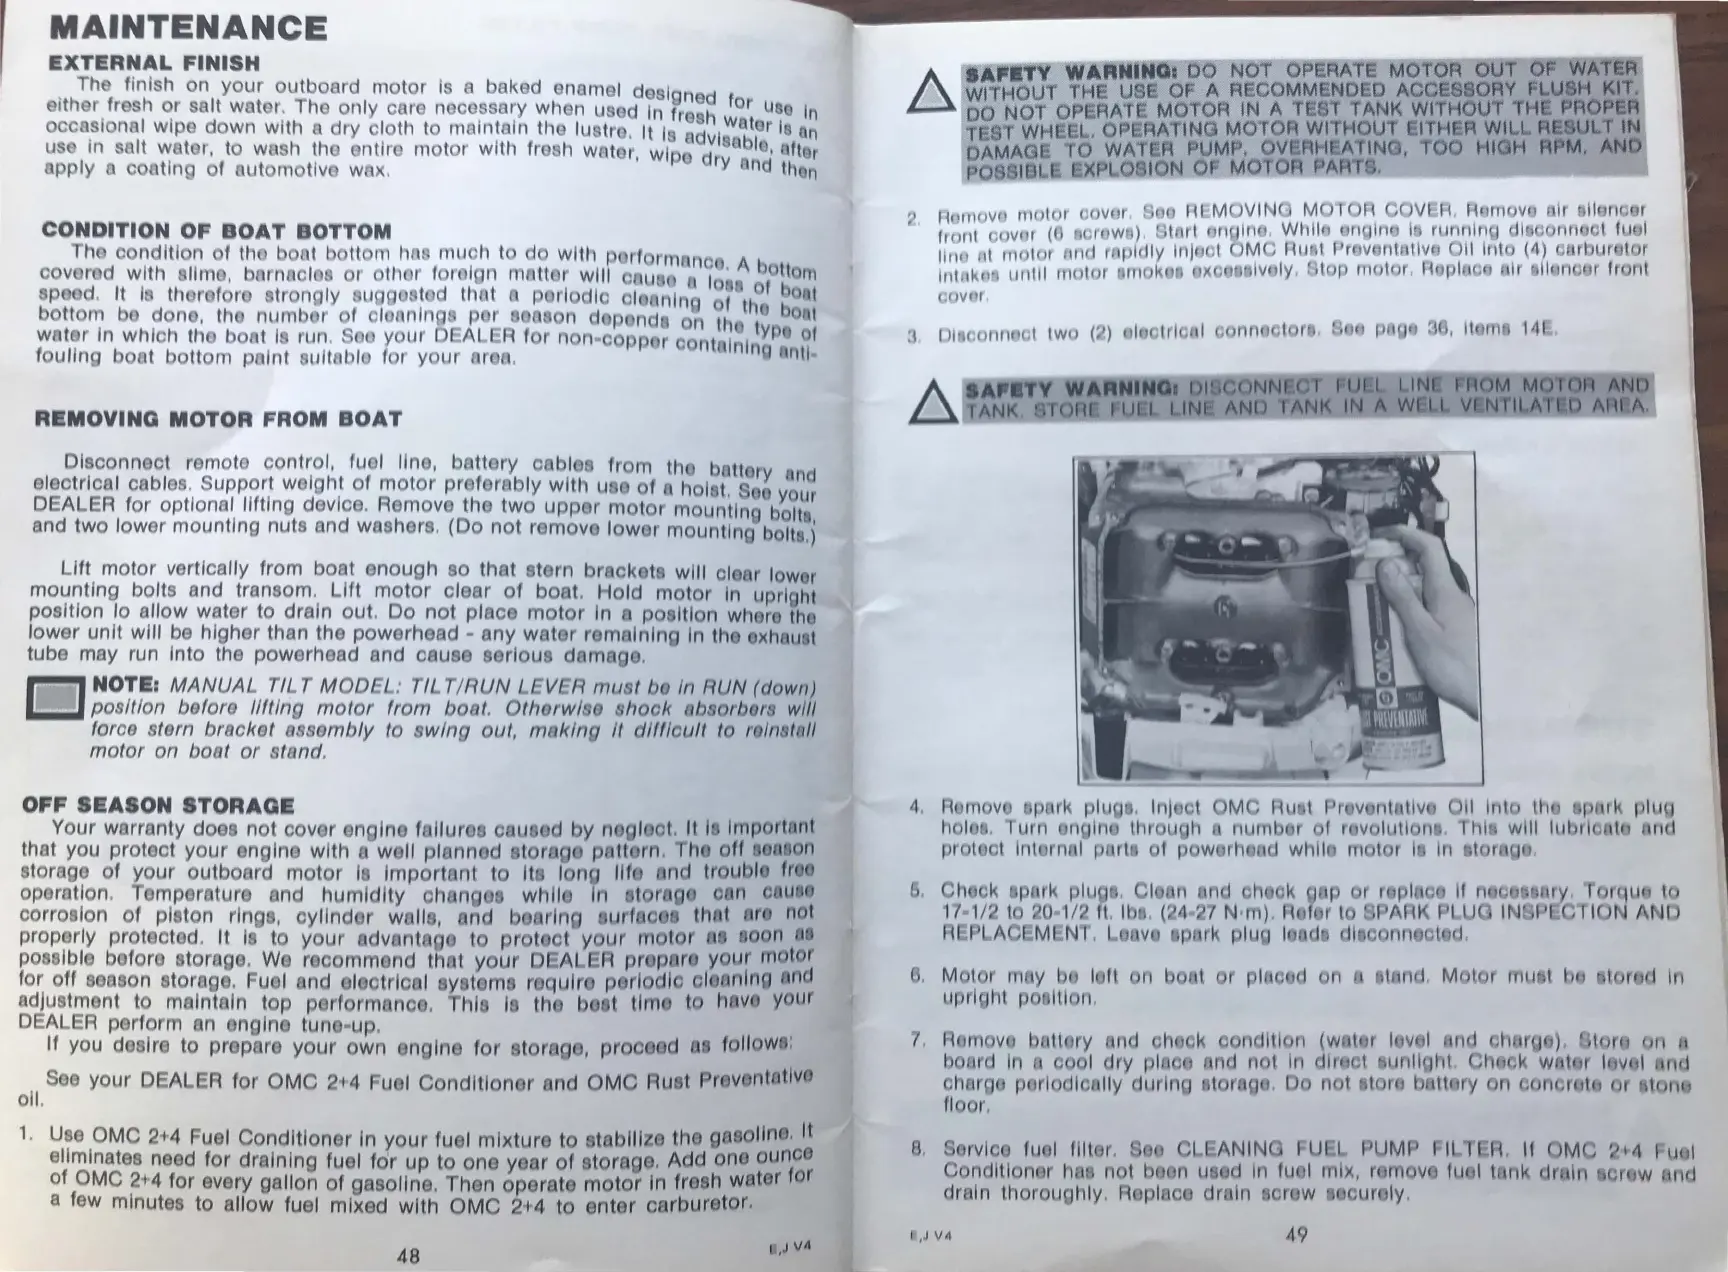 MAINTENANCE
EXTERNAL FINISH
The finish on your outboard motor is a baked enamel designed for use in
either fresh or salt water. The only care necessary when used in fresh water is an
occasional wipe down with a dry cloth to maintain the lustre. It is advisable, after
use in salt water, to wash the entire motor with fresh water, wipe dry and then
apply a coating of automotive wax.
CONDITION OF BOAT BOTTOM
The condition of the boat bottom has much to do with performance. A bottom
covered with slime, barnacles or other foreign matter will cause a loss of boat
speed. It is therefore strongly suggested that a periodic cleaning of the boat
bottom be done, the number of cleanings per season depends on the type of
water in which the boat is run. See your DEALER for non-copper containing anti-
fouling boat bottom paint suitable for your area.
REMOVING MOTOR FROM BOAT
Disconnect remote control, fuel line, battery cables from the battery and
electrical cables. Support weight of motor preferably with use of a hoist. See your
DEALER for optional lifting device. Remove the two upper motor mounting bolts,
and two lower mounting nuts and washers. (Do not remove lower mounting bolts.)
Lift motor vertically from boat enough so that stern brackets will clear lower
mounting bolts and transom. Lift motor clear of boat. Hold motor in upright
position lo allow water to drain out. Do not place motor in a position where the
lower unit will be higher than the powerhead - any water remaining in the exhaust
tube may run into the powerhead and cause serious damage.
NOTE: MANUAL TILT MODEL: TILT/RUN LEVER must be in RUN (down)
position before lifting motor from boat. Otherwise shock absorbers will
force stern bracket assembly to swing out, making it difficult to reinstall
motor on boat or stand.
OFF SEASON STORAGE
Your warranty does not cover engine failures caused by neglect. It is important
that you protect your engine with a well planned storage pattern. The off season
storage of your outboard motor is important to its long life and trouble free
operation. Temperature and humidity changes while in storage can cause
corrosion of piston rings, cylinder walls, and bearing surfaces that are not
properly protected. It is to your advantage to protect your motor as soon as
possible before storage. We recommend that your DEALER prepare your motor
for off season storage. Fuel and electrical systems require periodic cleaning and
adjustment to maintain top performance. This is the best time to have your
DEALER perform an engine tune-up.
If you desire to prepare your own engine for storage, proceed as follows:
See your DEALER for OMC 2+4 Fuel Conditioner and OMC Rust Preventative
oil.
1. Use OMC 2+4 Fuel Conditioner in your fuel mixture to stabilize the gasoline. It
eliminates need for draining fuel for up to one year of storage. Add one ounce
of OMC 2+4 for every gallon of gasoline. Then operate motor in fresh water for
a few minutes to allow fuel mixed with OMC 2+4 to enter carburetor.
48
E,J V4
SAFETY WARNING: DO NOT OPERATE MOTOR OUT OF WATER
WITHOUT THE USE OF A RECOMMENDED ACCESSORY FLUSH KIT.
DO NOT OPERATE MOTOR IN A TEST TANK WITHOUT THE PROPER
TEST WHEEL. OPERATING MOTOR WITHOUT EITHER WILL RESULT IN
DAMAGE TO WATER PUMP, OVERHEATING, TOO HIGH RPM, AND
POSSIBLE EXPLOSION OF MOTOR PARTS.
2. Remove motor cover. See REMOVING MOTOR COVER. Remove air silencer
front cover (6 screws). Start engine. While engine is running disconnect fuel
line at motor and rapidly inject OMC Rust Preventative Oil into (4) carburetor
intakes until motor smokes excessively. Stop motor. Replace air silencer front
cover.
3. Disconnect two (2) electrical connectors. See page 36, items 14E.
SAFETY WARNING: DISCONNECT FUEL LINE FROM MOTOR AND
TANK. STORE FUEL LINE AND TANK IN A WELL VENTILATED AREA.
OMC
PREVENTATIVE
4. Remove spark plugs. Inject OMC Rust Preventative Oil into the spark plug
holes. Turn engine through a number of revolutions. This will lubricate and
protect internal parts of powerhead while motor is in storage.
5. Check spark plugs. Clean and check gap or replace if necessary. Torque to
17-1/2 to 20-1/2 ft. lbs. (24-27 N·m). Refer to SPARK PLUG INSPECTION AND
REPLACEMENT. Leave spark plug leads disconnected.
6. Motor may be left on boat or placed on a stand. Motor must be stored in
upright position.
7. Remove battery and check condition (water level and charge). Store on a
board in a cool dry place and not in direct sunlight. Check water level and
charge periodically during storage. Do not store battery on concrete or stone
floor.
8. Service fuel filter. See CLEANING FUEL PUMP FILTER. If OMC 2+4 Fuel
Conditioner has not been used in fuel mix, remove fuel tank drain screw and
drain thoroughly. Replace drain screw securely.
E,J V4
49